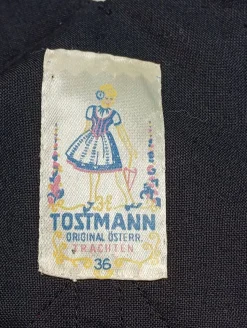 TOSTMANN
ORIGINAL ÖSTERR.
TRACHTEN
36